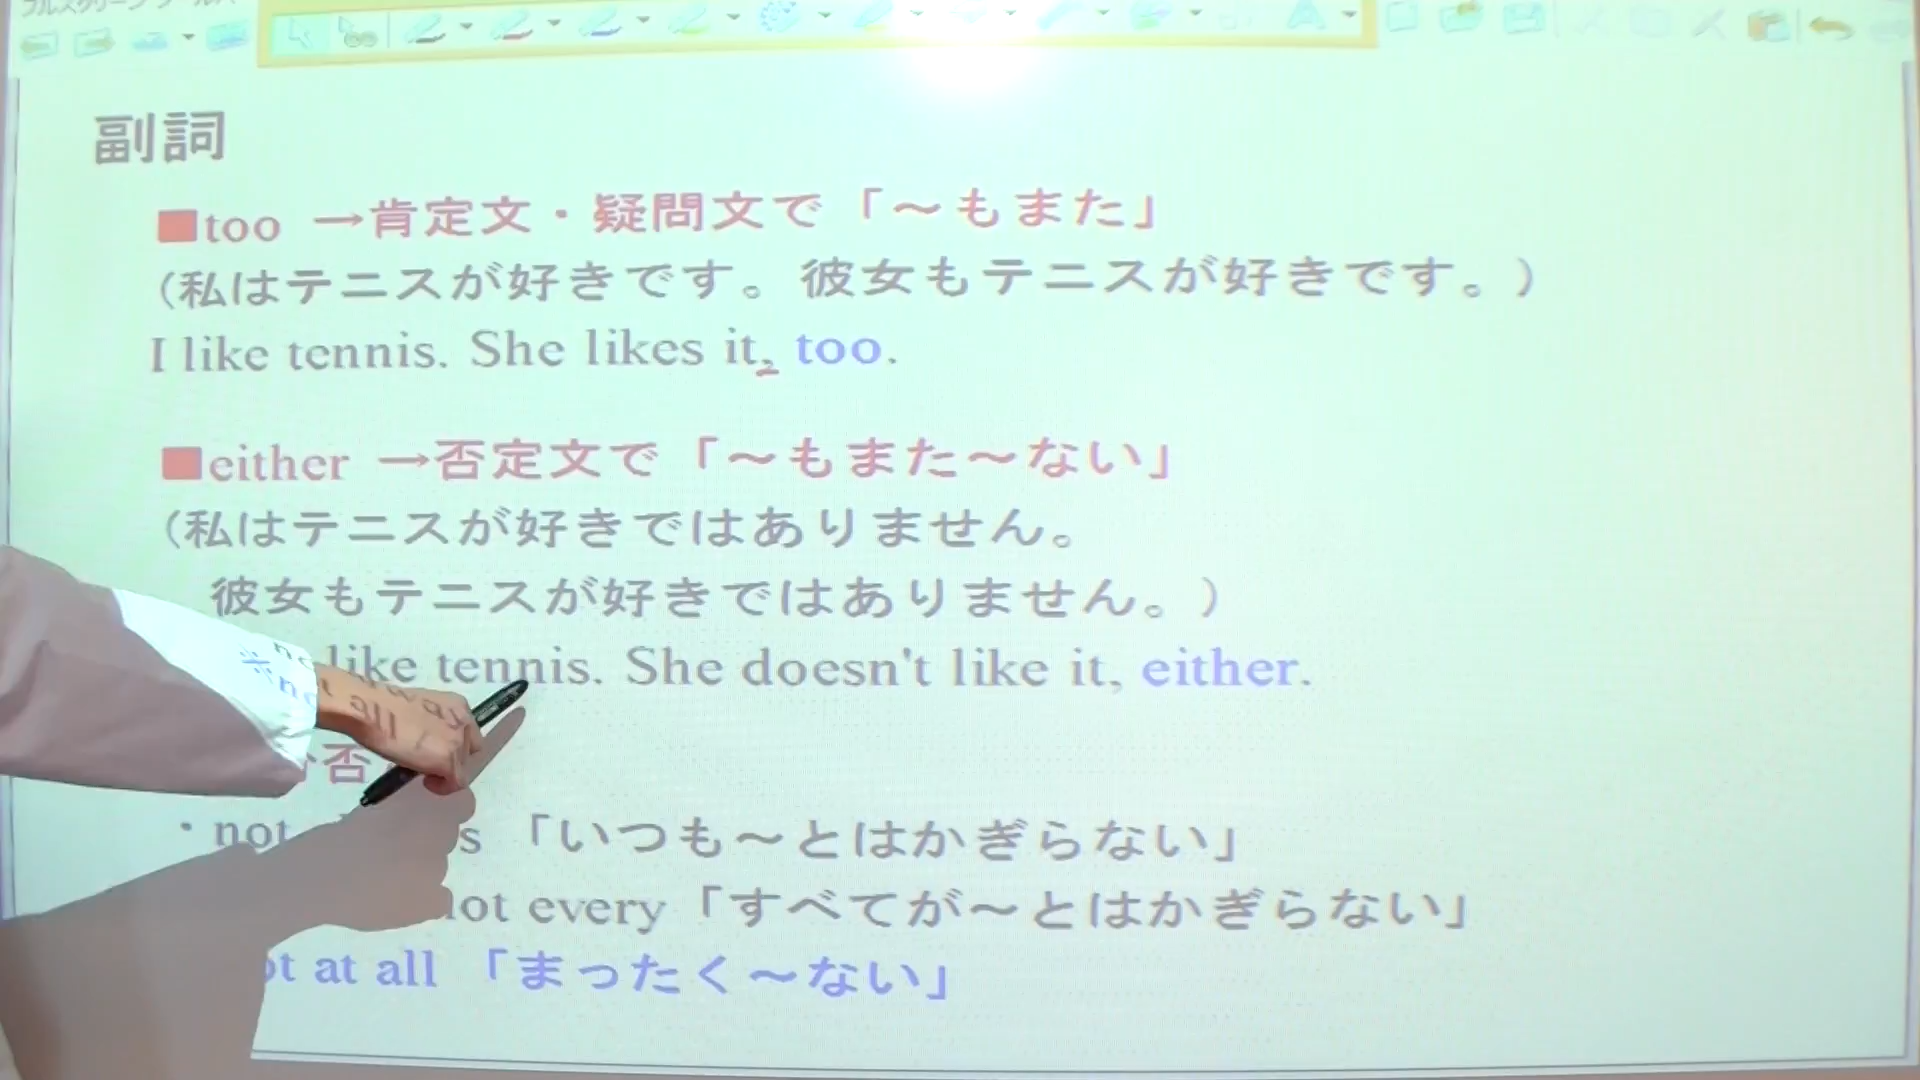 副詞
■too →肯定文・疑問文で「～もまた」
(私はテニスが好きです。彼女もテニスが好きです。)
I like tennis. She likes it, too.
■either →否定文で「～もまた～ない」
(私はテニスが好きではありません。
彼女もテニスが好きではありません。)
like tennis. She doesn't like it, either.
否
・not 「いつも～とはかぎらない」
not every「すべてが～とはかぎらない」
※not at all 「まったく～ない」